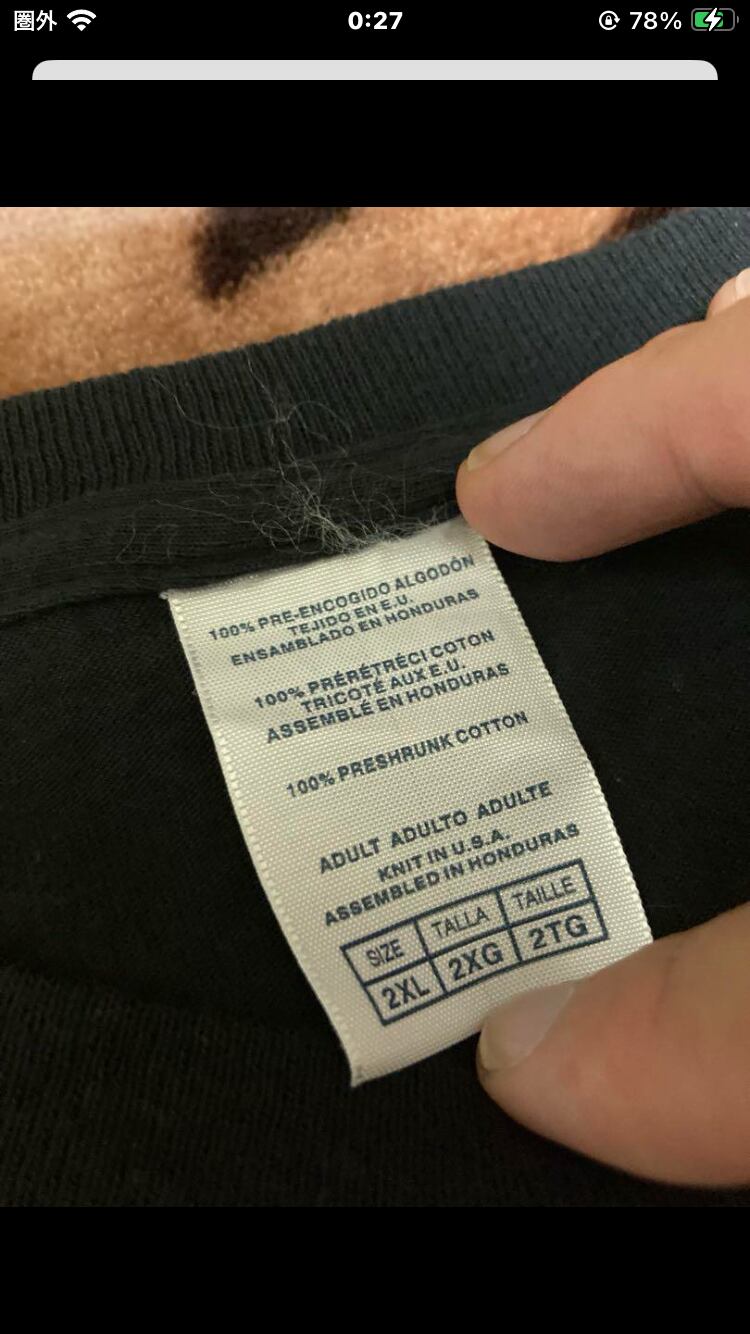 圏外
0:27
78%
100% PRE-ENCOGIDO ALGODÓN
TEJIDO EN E.U.
ENSAMBLADO EN HONDURAS
100% PRÉRÉTRÉCI COTON
TRICOTÉ AUX E.U.
ASSEMBLÉ EN HONDURAS
100% PRESHRUNK COTTON
ADULT ADULTO ADULTE
KNIT IN U.S.A.
ASSEMBLED IN HONDURAS
SIZE TALLA TAILLE
2XL 2XG 2TG